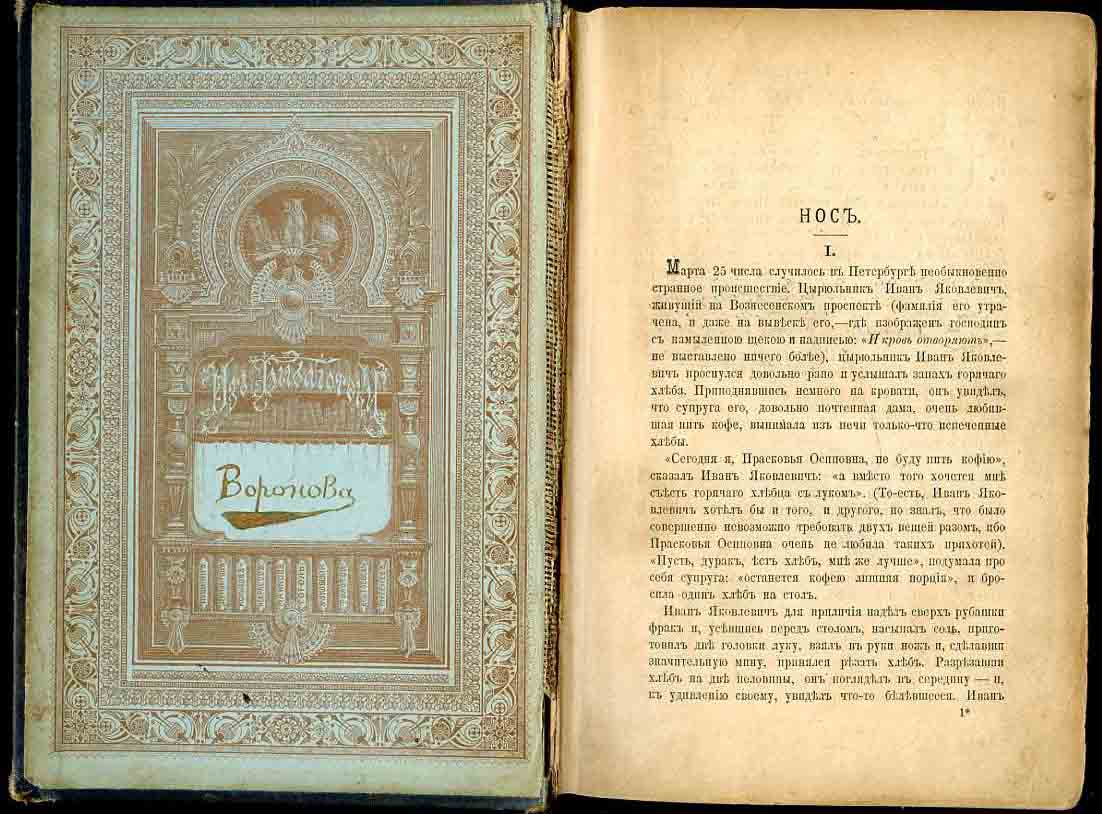 Изъ библіотеки
Воронова
НОСЪ.
I.
Марта 25 числа случилось въ Петербургѣ необыкновенно
странное происшествіе. Цырюльникъ Иванъ Яковлевичъ,
живущій на Вознесенском проспектѣ (фамилія его утра-
чена, и даже на вывѣскѣ его,—гдѣ изображенъ господинъ
съ намыленною щекою и надписью: «И кровь отворяютъ»,—
не выставлено ничего болѣе), цырюльникъ Иванъ Яковле-
вичъ проснулся довольно рано и услышалъ запахъ горячаго
хлѣба. Приподнявшись немного на кровати, онъ увидѣлъ,
что супруга его, довольно почтенная дама, очень любив-
шая пить кофе, вынимала изъ печи только-что испеченные
хлѣбы.
«Сегодня я, Прасковья Осиповна, не буду пить кофію»,
сказалъ Иванъ Яковлевичъ: «а вмѣсто того хочется мнѣ
съѣсть горячаго хлѣбца съ лукомъ». (То-есть, Иванъ Яко-
влевичъ хотѣлъ бы и того, и другого, но зналъ, что было
совершенно невозможно требовать двухъ вещей разомъ, ибо
Прасковья Осиповна очень не любила такихъ прихотей).
«Пусть, дуракъ, ѣстъ хлѣбъ, мнѣ же лучше», подумала про
себя супруга: «останется кофею лишняя порція», и бро-
сила одинъ хлѣбъ на столъ.
Иванъ Яковлевичъ для приличія надѣлъ сверхъ рубашки
фракъ и, усѣвшись передъ столомъ, насыпалъ соль, приго-
товилъ двѣ головки луку, взялъ въ руки ножъ и, сдѣлавши
значительную мину, принялся рѣзать хлѣбъ. Разрѣзавши
хлѣбъ на двѣ половины, онъ поглядѣлъ въ середину — и,
къ удивленію своему, увидѣлъ что-то бѣлѣвшееся. Иванъ
1*